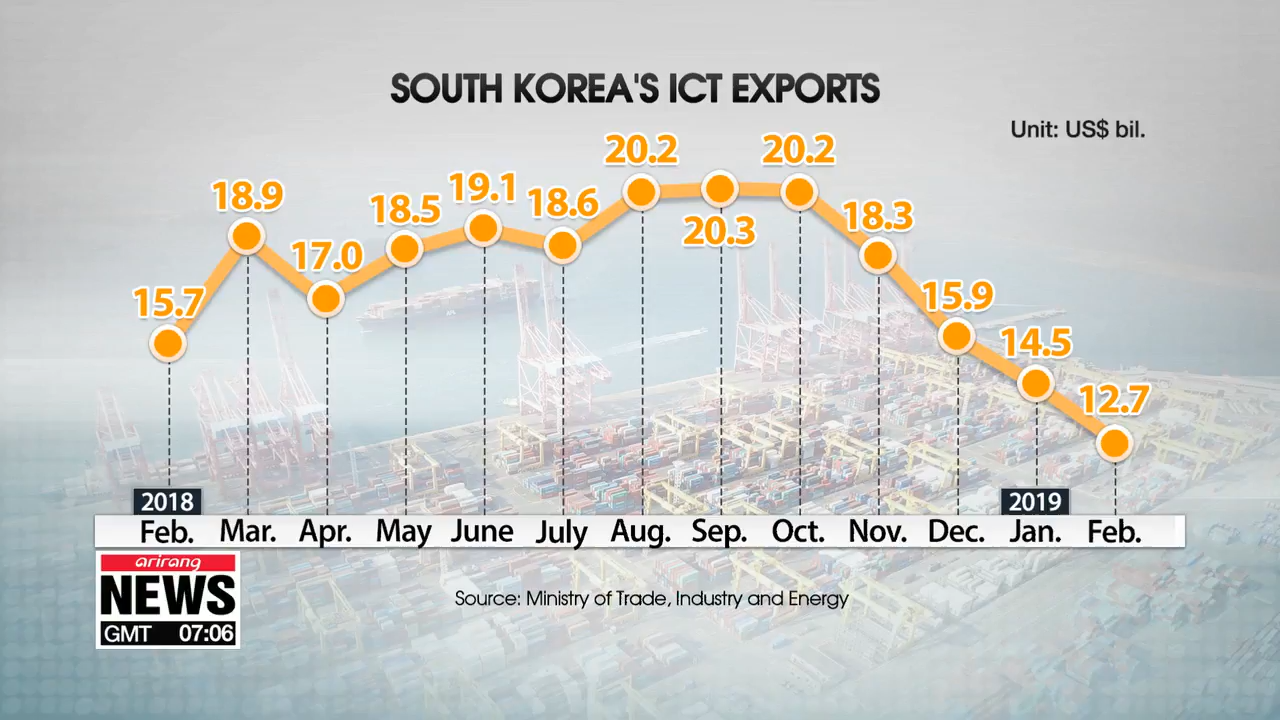 SOUTH KOREA'S ICT EXPORTS
Unit: US$ bil.
15.7
18.9
17.0
18.5
19.1
18.6
20.2
20.3
20.2
18.3
15.9
14.5
12.7
2018
2019
Feb. Mar. Apr. May June July Aug. Sep. Oct. Nov. Dec. Jan. Feb.
arirang
NEWS
GMT 07:06
Source: Ministry of Trade, Industry and Energy